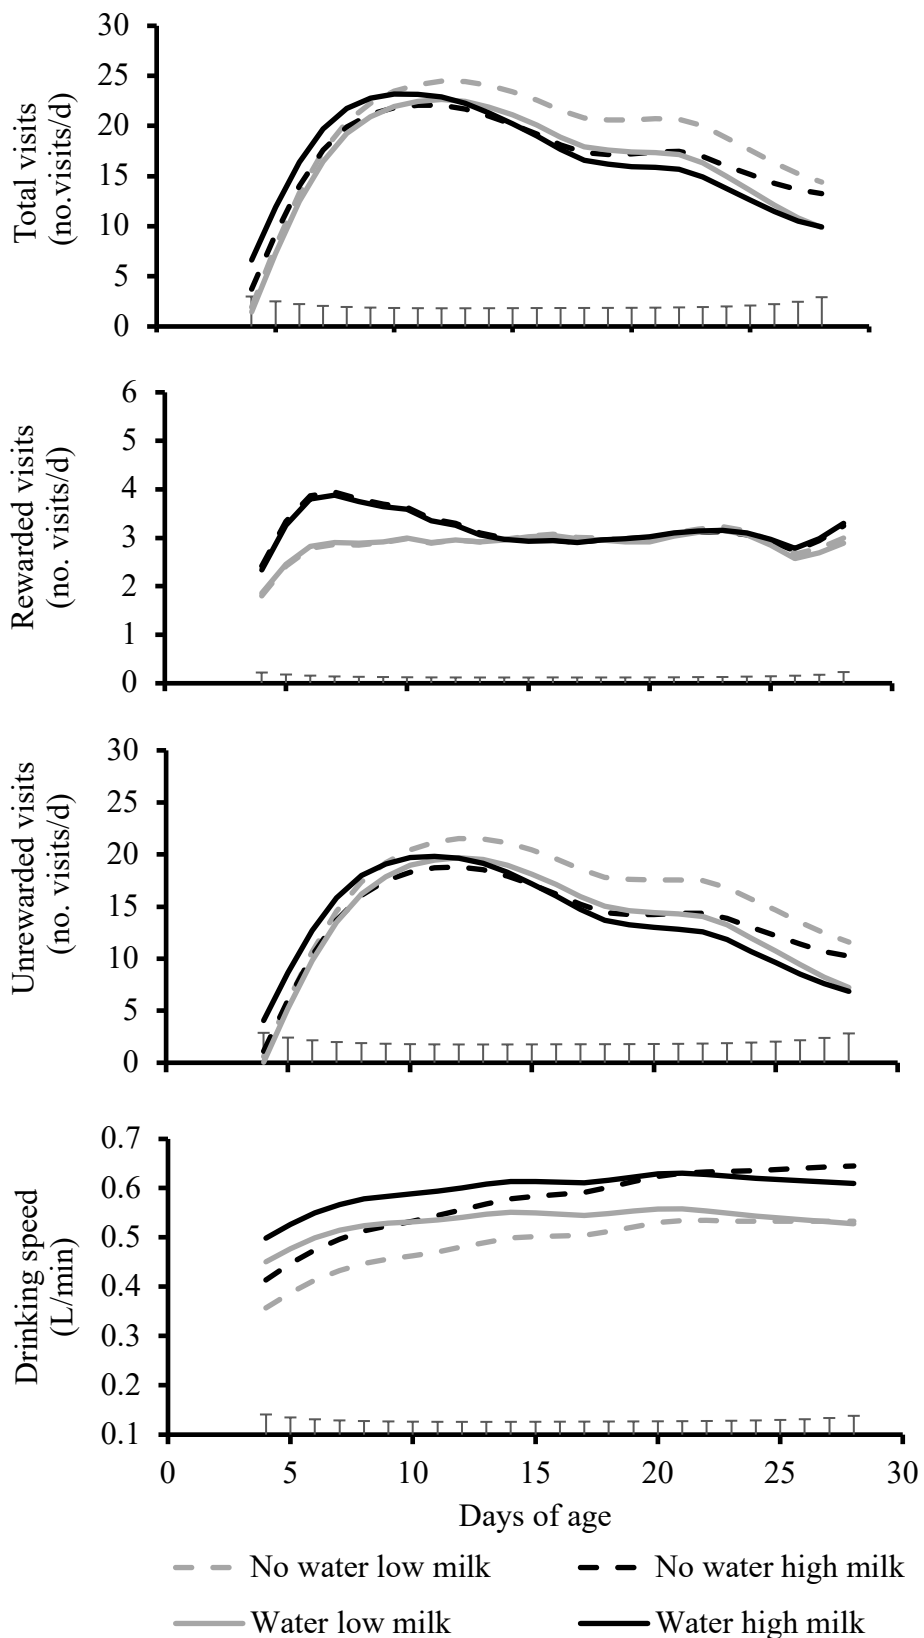 Total visits
(no.visits/d)
30
25
20
15
10
5
0
Rewarded visits
(no. visits/d)
6
5
4
3
2
1
0
Unrewarded visits
(no. visits/d)
30
25
20
15
10
5
0
Drinking speed
(L/min)
0.7
0.6
0.5
0.4
0.3
0.2
0.1
0 5 10 15 20 25 30
Days of age
No water low milk No water high milk
Water low milk Water high milk